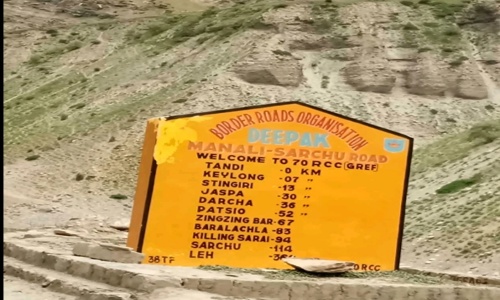 BORDER ROADS ORGANISATION
DEEPAK
MANALI-SARCHU ROAD
WELCOME TO 70 RCC (GREF)
TANDI -0 KM
KEYLONG -07 "
STINGIRI -13 "
JASPA -30 "
DARCHA -36 "
PATSIO -52 "
ZINGZING BAR-67
BARALACHLA -83
KILLING SARAI-94
SARCHU -114
LEH
38TF RCC